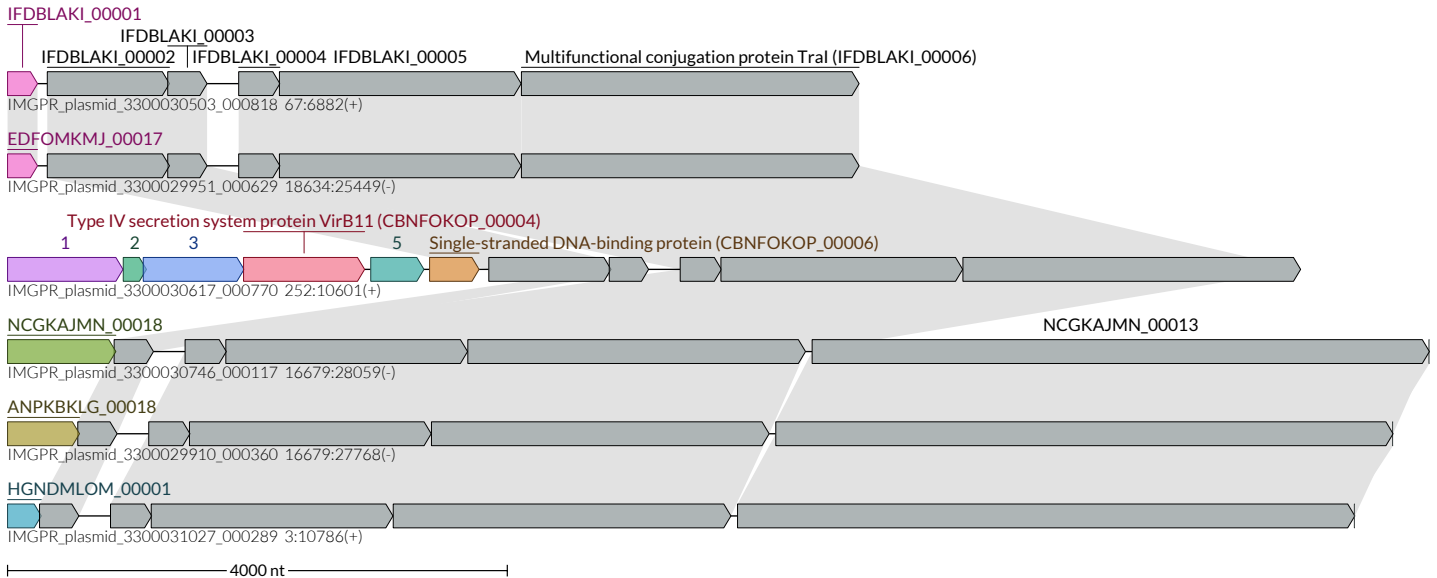 IFDBLAKI_00001
IFDBLAKI_00003
IFDBLAKI_00002 IFDBLAKI_00004 IFDBLAKI_00005 Multifunctional conjugation protein TraI (IFDBLAKI_00006)
IMGPR_plasmid_3300030503_000818 67:6882(+)
EDFOMKMJ_00017
IMGPR_plasmid_3300029951_000629 18634:25449(-)
Type IV secretion system protein VirB11 (CBNFOKOP_00004)
1 2 3 5 Single-stranded DNA-binding protein (CBNFOKOP_00006)
IMGPR_plasmid_3300030617_000770 252:10601(+)
NCGKAJMN_00018 NCGKAJMN_00013
IMGPR_plasmid_3300030746_000117 16679:28059(-)
ANPKBKLG_00018
IMGPR_plasmid_3300029910_000360 16679:27768(-)
HGNDMLOM_00001
IMGPR_plasmid_3300031027_000289 3:10786(+)
4000 nt